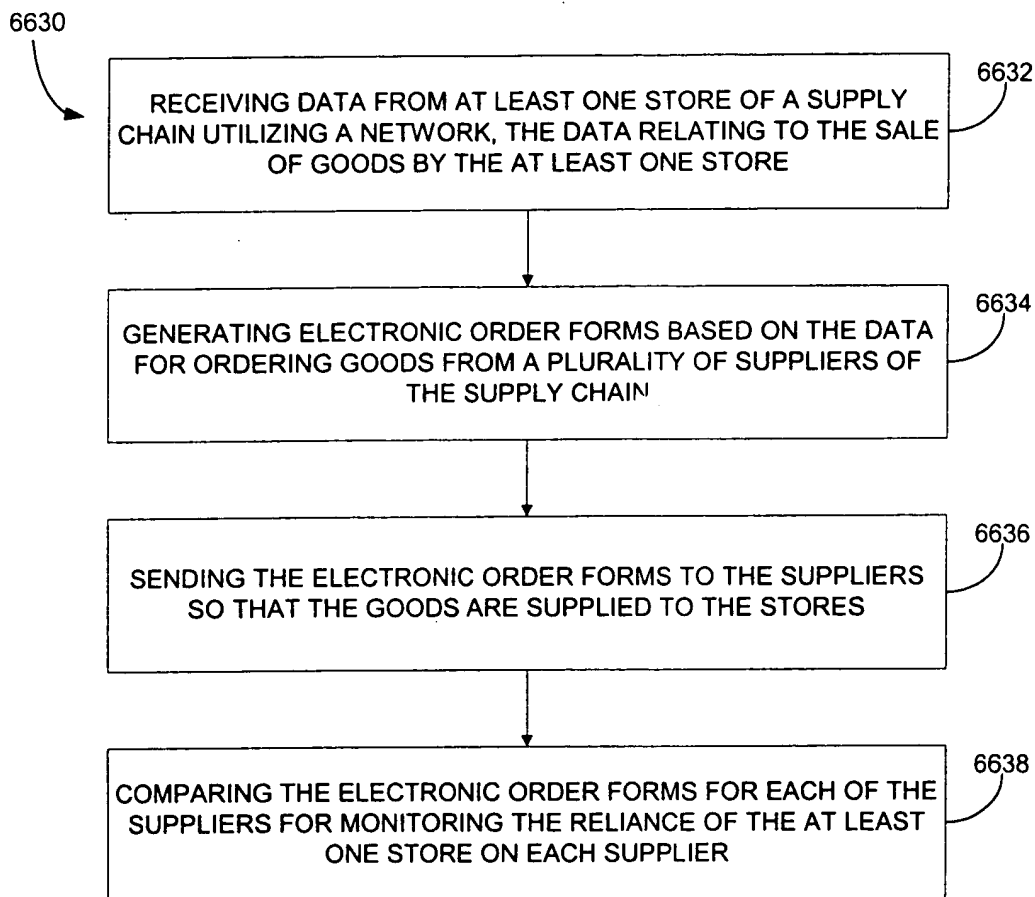 6630
6632
RECEIVING DATA FROM AT LEAST ONE STORE OF A SUPPLY
CHAIN UTILIZING A NETWORK, THE DATA RELATING TO THE SALE
OF GOODS BY THE AT LEAST ONE STORE
6634
GENERATING ELECTRONIC ORDER FORMS BASED ON THE DATA
FOR ORDERING GOODS FROM A PLURALITY OF SUPPLIERS OF
THE SUPPLY CHAIN
6636
SENDING THE ELECTRONIC ORDER FORMS TO THE SUPPLIERS
SO THAT THE GOODS ARE SUPPLIED TO THE STORES
6638
COMPARING THE ELECTRONIC ORDER FORMS FOR EACH OF THE
SUPPLIERS FOR MONITORING THE RELIANCE OF THE AT LEAST
ONE STORE ON EACH SUPPLIER